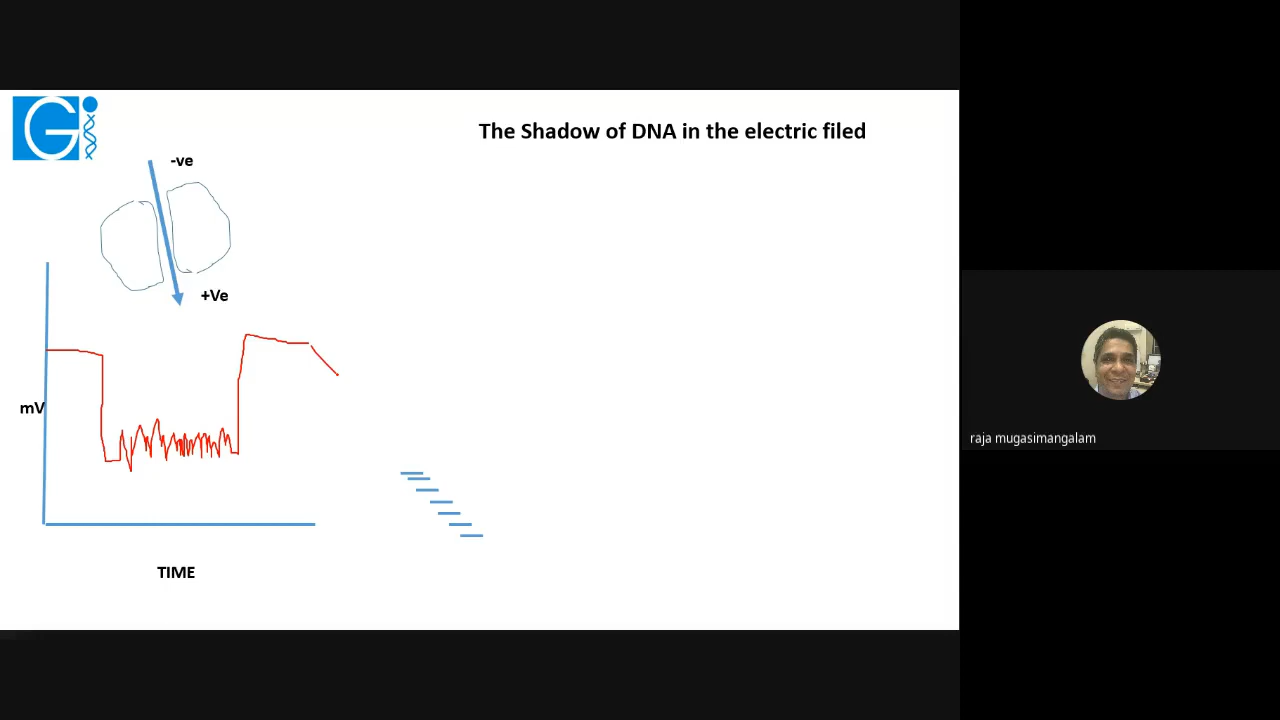 G
The Shadow of DNA in the electric filed
-ve
+Ve
mV
TIME
raja mugasimangalam